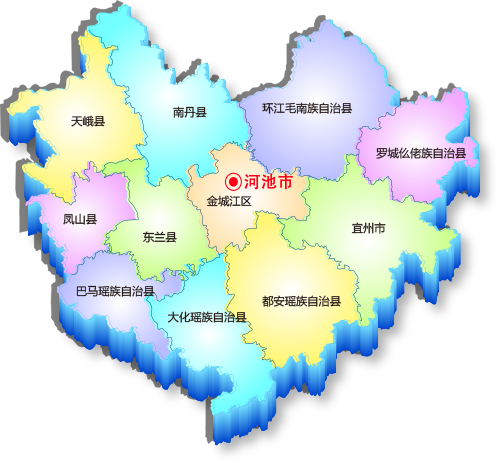 南丹县
环江毛南族自治县
天峨县
罗城仫佬族自治县
河池市
金城江区
凤山县
宜州市
东兰县
巴马瑶族自治县
都安瑶族自治县
大化瑶族自治县